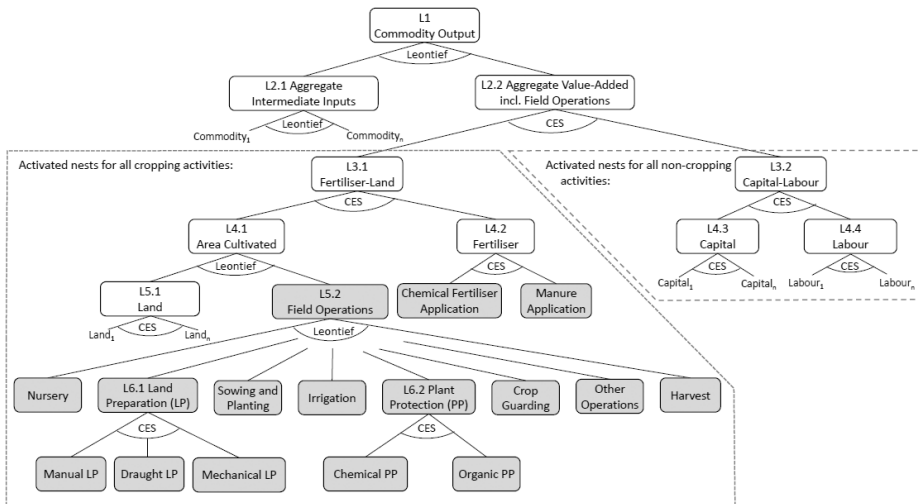 L1
Commodity Output
Leontief
L2.1 Aggregate
Intermediate Inputs
L2.2 Aggregate Value-Added
incl. Field Operations
Commodity1
Leontief
Commodityn
CES
Activated nests for all cropping activities:
L3.1
Fertiliser-Land
CES
Activated nests for all non-cropping
activities:
L3.2
Capital-Labour
CES
L4.1
Area Cultivated
Leontief
L4.2
Fertiliser
CES
L4.3
Capital
L4.4
Labour
Capital1
CES
Capitaln
Labour1
CES
Labourn
L5.1
Land
Land1
CES
Landn
L5.2
Field Operations
Leontief
Chemical Fertiliser
Application
Manure
Application
Nursery
L6.1 Land
Preparation (LP)
CES
Sowing and
Planting
Irrigation
L6.2 Plant
Protection (PP)
CES
Crop
Guarding
Other
Operations
Harvest
Manual LP
Draught LP
Mechanical LP
Chemical PP
Organic PP